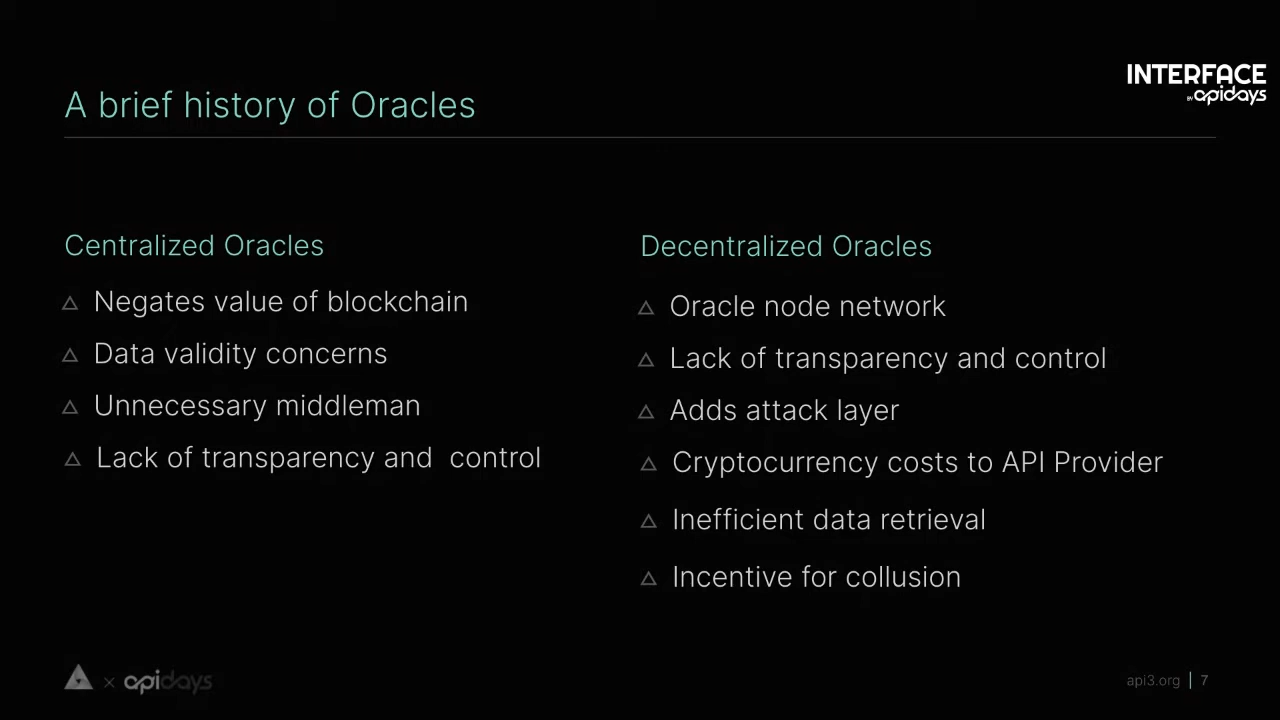 INTERFACE
BY apidays
A brief history of Oracles
Centralized Oracles
Negates value of blockchain
Data validity concerns
Unnecessary middleman
Lack of transparency and control
Decentralized Oracles
Oracle node network
Lack of transparency and control
Adds attack layer
Cryptocurrency costs to API Provider
Inefficient data retrieval
Incentive for collusion
× apidays
api3.org | 7